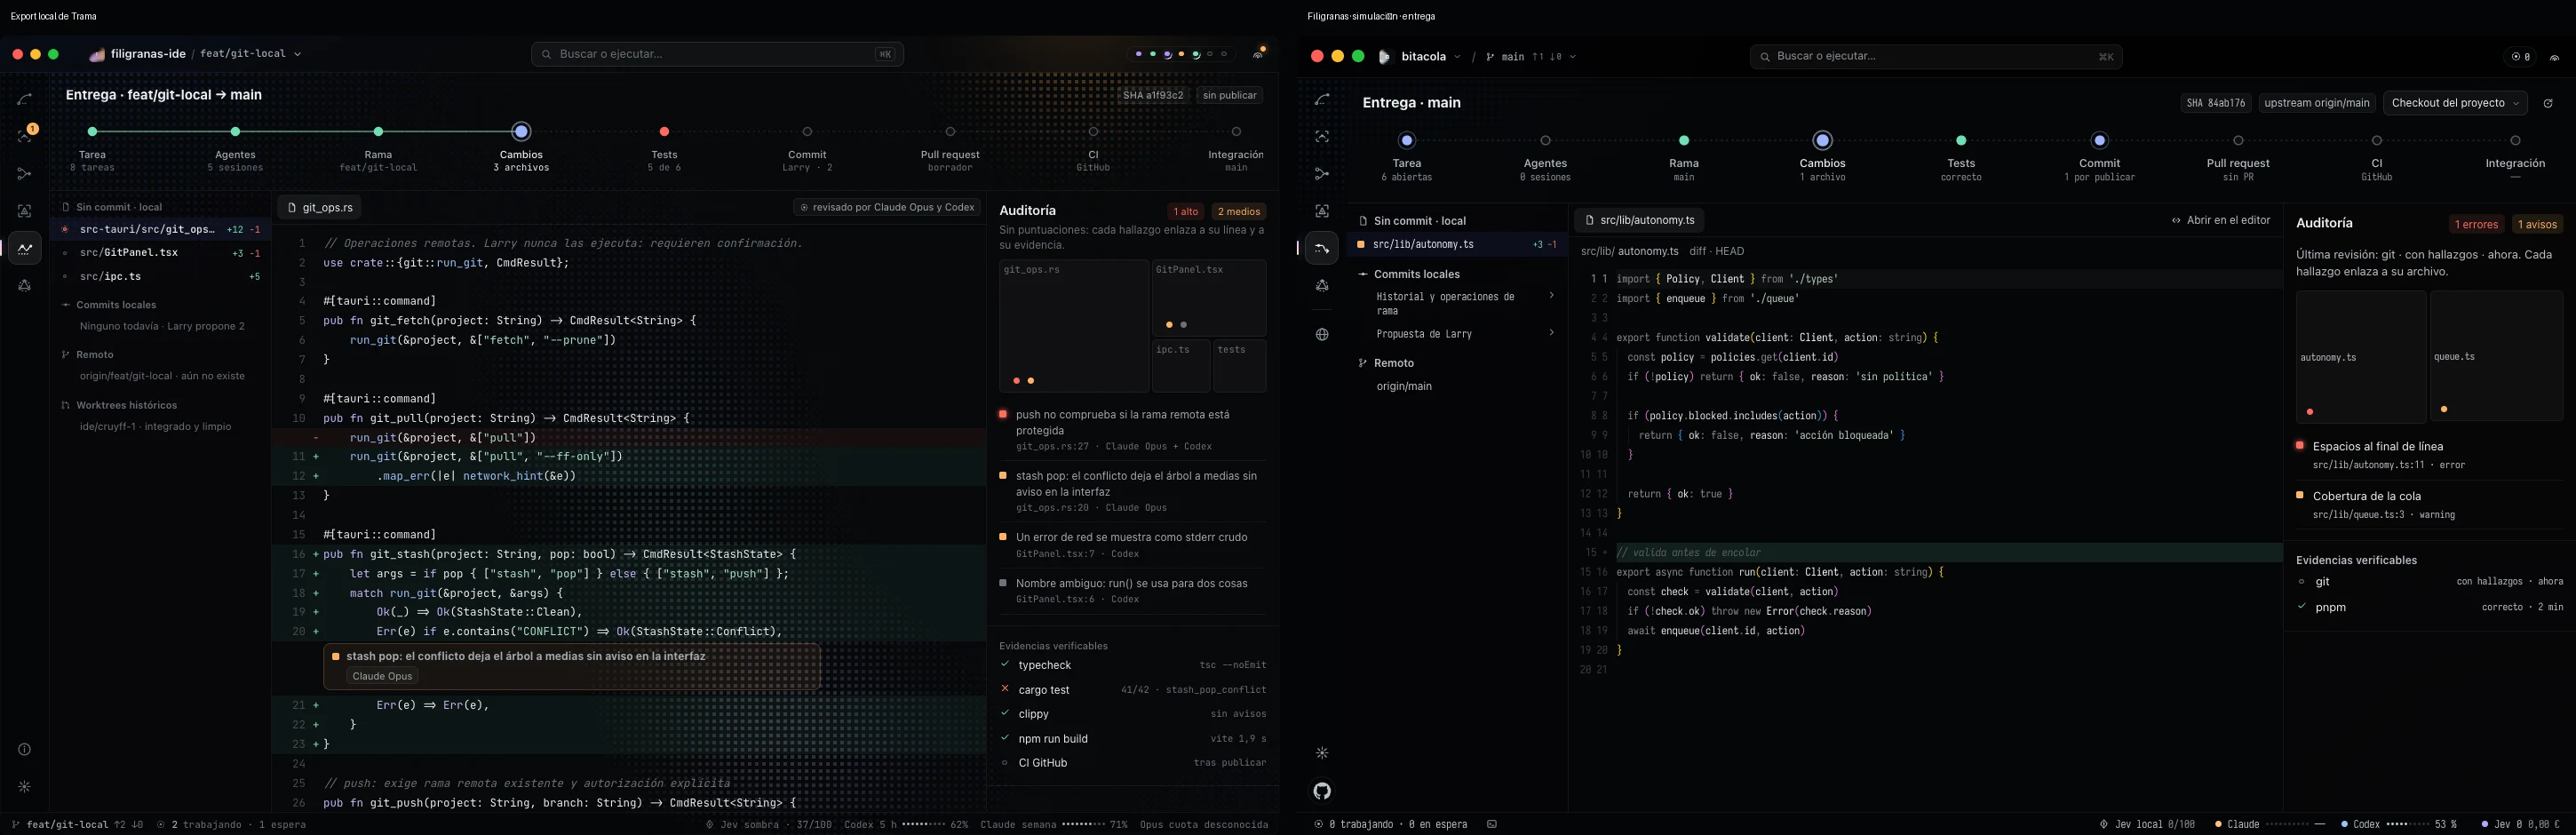 Export local de Trama
filigranas-ide / feat/git-local
Buscar o ejecutar...
⌘K
Entrega · feat/git-local → main
SHA a1f93c2
sin publicar
Tarea
8 tareas
Agentes
5 sesiones
Rama
feat/git-local
Cambios
3 archivos
Tests
5 de 6
Commit
Larry · 2
Pull request
borrador
CI
GitHub
Integración
main
1
Sin commit · local
src-tauri/src/git_ops… +12 -1
src/GitPanel.tsx +3 -1
src/ipc.ts +5
Commits locales
Ninguno todavía · Larry propone 2
Remoto
origin/feat/git-local · aún no existe
Worktrees históricos
ide/cruyff-1 · integrado y limpio
git_ops.rs
revisado por Claude Opus y Codex
1 // Operaciones remotas. Larry nunca las ejecuta: requieren confirmación.
2 use crate::{git::run_git, CmdResult};
3
4 #[tauri::command]
5 pub fn git_fetch(project: String) -> CmdResult<String> {
6 run_git(&project, &["fetch", "--prune"])
7 }
8
9 #[tauri::command]
10 pub fn git_pull(project: String) -> CmdResult<String> {
- run_git(&project, &["pull"])
11 + run_git(&project, &["pull", "--ff-only"])
12 + .map_err(|e| network_hint(&e))
13 }
14
15 #[tauri::command]
16 + pub fn git_stash(project: String, pop: bool) -> CmdResult<StashState> {
17 + let args = if pop { ["stash", "pop"] } else { ["stash", "push"] };
18 + match run_git(&project, &args) {
19 + Ok(_) => Ok(StashState::Clean),
20 + Err(e) if e.contains("CONFLICT") => Ok(StashState::Conflict),
stash pop: el conflicto deja el árbol a medias sin aviso en la interfaz
Claude Opus
21 + Err(e) => Err(e),
22 + }
23 + }
24
25 // push: exige rama remota existente y autorización explícita
26 pub fn git_push(project: String, branch: String) -> CmdResult<String> {
Auditoría
1 alto
2 medios
Sin puntuaciones: cada hallazgo enlaza a su línea y a
su evidencia.
git_ops.rs
GitPanel.tsx
ipc.ts
tests
push no comprueba si la rama remota está
protegida
git_ops.rs:27 · Claude Opus + Codex
stash pop: el conflicto deja el árbol a medias sin
aviso en la interfaz
git_ops.rs:20 · Claude Opus
Un error de red se muestra como stderr crudo
GitPanel.tsx:7 · Codex
Nombre ambiguo: run() se usa para dos cosas
GitPanel.tsx:6 · Codex
Evidencias verificables
typecheck tsc --noEmit
cargo test 41/42 · stash_pop_conflict
clippy sin avisos
npm run build vite 1,9 s
CI GitHub tras publicar
feat/git-local ↑2 ↓0 2 trabajando · 1 espera
Jev sombra · 37/100 Codex 5 h 62% Claude semana 71% Opus cuota desconocida
Filigranas · simulación · entrega
bitacola / main ↑1 ↓0
Buscar o ejecutar...
⌘K
0
Entrega · main
SHA 84ab176
upstream origin/main
Checkout del proyecto
Tarea
6 abiertas
Agentes
0 sesiones
Rama
main
Cambios
1 archivo
Tests
correcto
Commit
1 por publicar
Pull request
sin PR
CI
GitHub
Integración
—
Sin commit · local
src/lib/autonomy.ts +3 -1
Commits locales
Historial y operaciones de
rama
Propuesta de Larry
Remoto
origin/main
src/lib/autonomy.ts
Abrir en el editor
src/lib/ autonomy.ts diff · HEAD
1 1 import { Policy, Client } from './types'
2 2 import { enqueue } from './queue'
3 3
4 4 export function validate(client: Client, action: string) {
5 5 const policy = policies.get(client.id)
6 6 if (!policy) return { ok: false, reason: 'sin política' }
7 7
8 8 if (policy.blocked.includes(action)) {
9 9 return { ok: false, reason: 'acción bloqueada' }
10 10 }
11 11
12 12 return { ok: true }
13 13 }
14 14
15 + // valida antes de encolar
15 16 export async function run(client: Client, action: string) {
16 17 const check = validate(client, action)
17 18 if (!check.ok) throw new Error(check.reason)
18 19 await enqueue(client.id, action)
19 20 }
20 21
Auditoría
1 errores
1 avisos
Última revisión: git · con hallazgos · ahora. Cada
hallazgo enlaza a su archivo.
autonomy.ts
queue.ts
Espacios al final de línea
src/lib/autonomy.ts:11 · error
Cobertura de la cola
src/lib/queue.ts:3 · warning
Evidencias verificables
git con hallazgos · ahora
pnpm correcto · 2 min
0 trabajando · 0 en espera
Jev local 0/100 Claude — Codex 53 % Jev 0 0,00 €